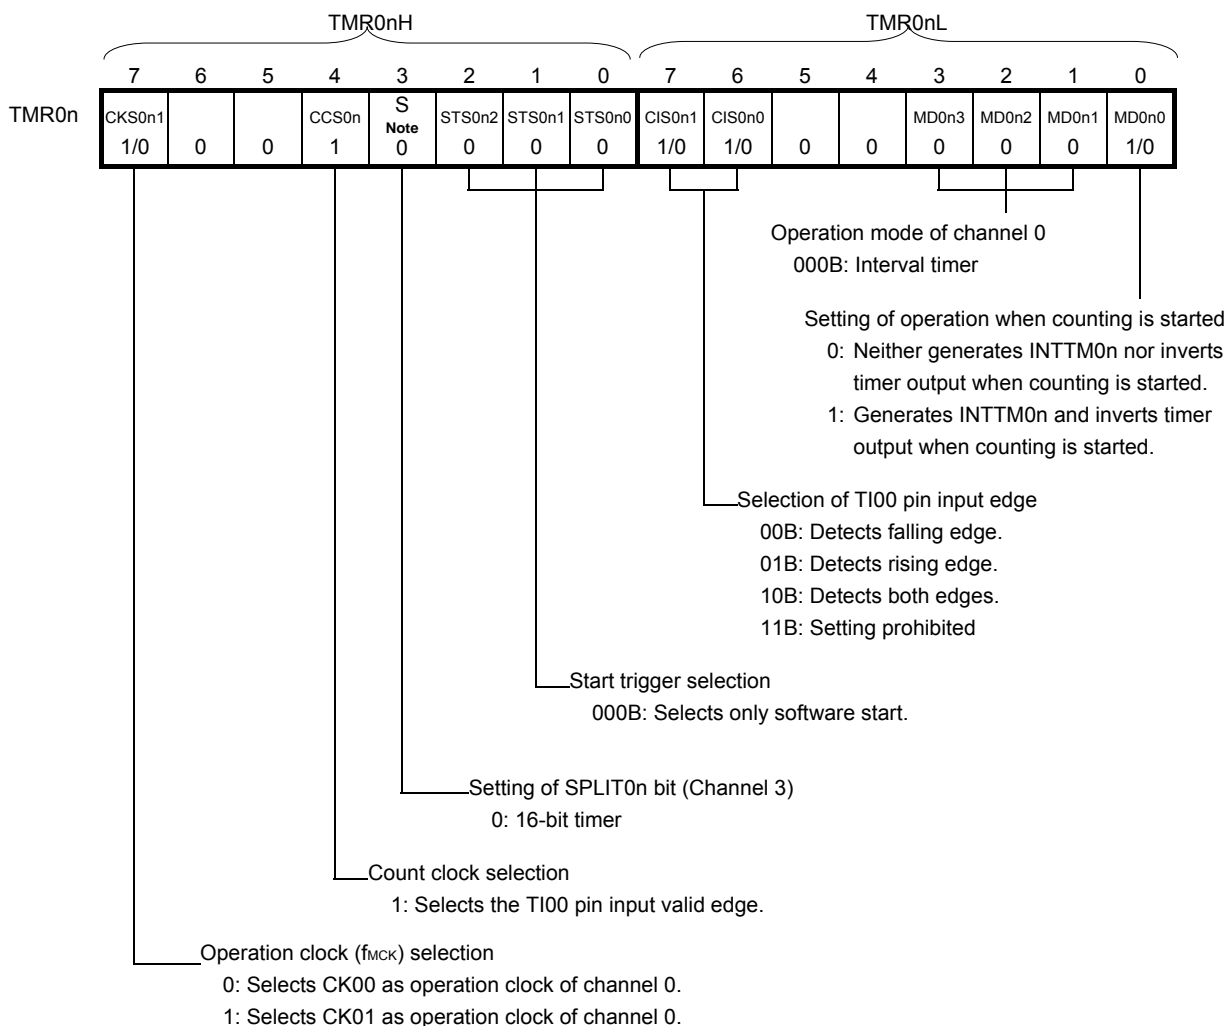 TMR0nH TMR0nL
7 6 5 4 3 2 1 0 7 6 5 4 3 2 1 0
TMR0n
CKS0n1 CCS0n S Note STS0n2 STS0n1 STS0n0 CIS0n1 CIS0n0 MD0n3 MD0n2 MD0n1 MD0n0
1/0 0 0 1 0 0 0 0 1/0 1/0 0 0 0 0 0 1/0
Operation mode of channel 0
000B: Interval timer
Setting of operation when counting is started
0: Neither generates INTTM0n nor inverts
timer output when counting is started.
1: Generates INTTM0n and inverts timer
output when counting is started.
Selection of TI00 pin input edge
00B: Detects falling edge.
01B: Detects rising edge.
10B: Detects both edges.
11B: Setting prohibited
Start trigger selection
000B: Selects only software start.
Setting of SPLIT0n bit (Channel 3)
0: 16-bit timer
Count clock selection
1: Selects the TI00 pin input valid edge.
Operation clock (fMCK) selection
0: Selects CK00 as operation clock of channel 0.
1: Selects CK01 as operation clock of channel 0.